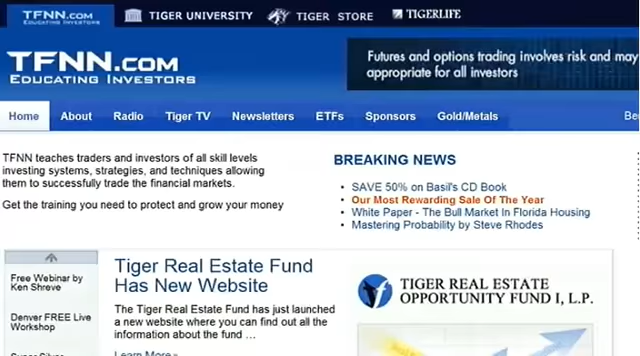 TFNN.COM
EDUCATING INVESTORS
TIGER UNIVERSITY
TIGER STORE
TIGERLIFE
TFNN.COM
EDUCATING INVESTORS
Futures and options trading involves risk and may
appropriate for all investors
Home About Radio Tiger TV Newsletters ETFs Sponsors Gold/Metals
TFNN teaches traders and investors of all skill levels
investing systems, strategies, and techniques allowing
them to successfully trade the financial markets.
Get the training you need to protect and grow your money
BREAKING NEWS
• SAVE 50% on Basil's CD Book
• Our Most Rewarding Sale Of The Year
• White Paper - The Bull Market In Florida Housing
• Mastering Probability by Steve Rhodes
Free Webinar by
Ken Shreve
Denver FREE Live
Workshop
Tiger Real Estate Fund
Has New Website
The Tiger Real Estate Fund has just launched
a new website where you can find out all the
information about the fund ...
Learn More »
TIGER REAL ESTATE
OPPORTUNITY FUND I, L.P.